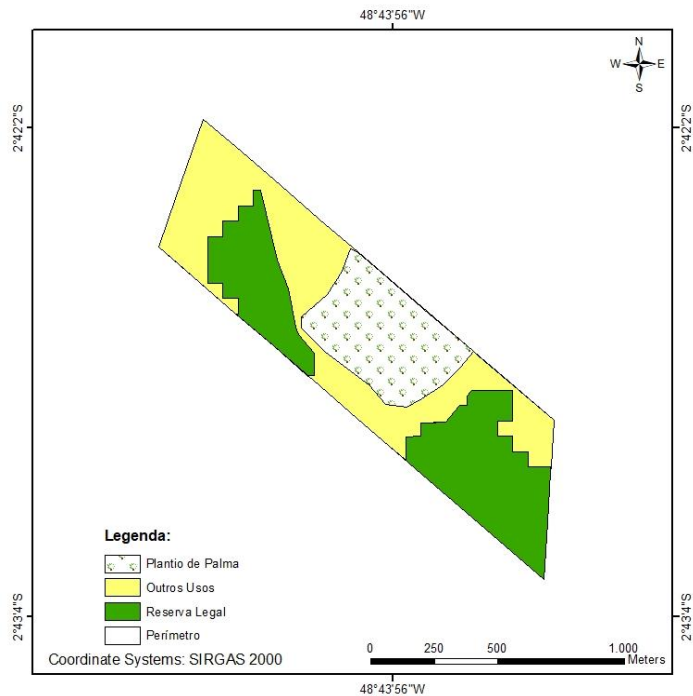 48°43'56"W
N
W E
S
2°42'2"S
2°42'2"S
Legenda:
Plantio de Palma
Outros Usos
Reserva Legal
Perímetro
2°43'4"S
2°43'4"S
Coordinate Systems: SIRGAS 2000
0 250 500 1.000
Meters
48°43'56"W